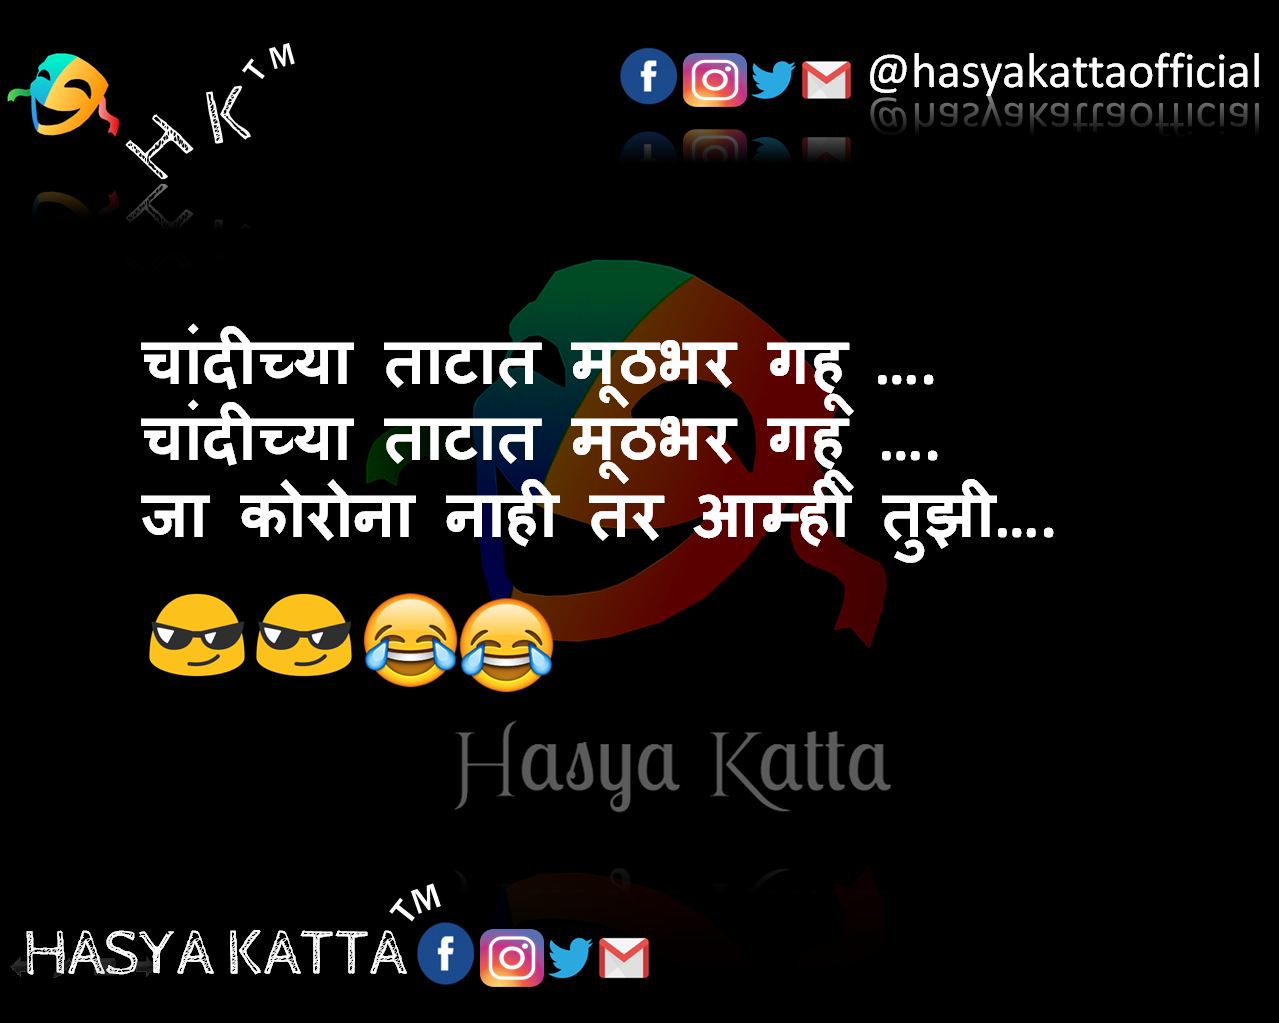 HK™
@hasyakattaofficial
चांदीच्या ताटात मूठभर गहू ....
चांदीच्या ताटात मूठभर गहू ....
जा कोरोना नाही तर आम्ही तुझी....
Hasya Katta
HASYA KATTA™